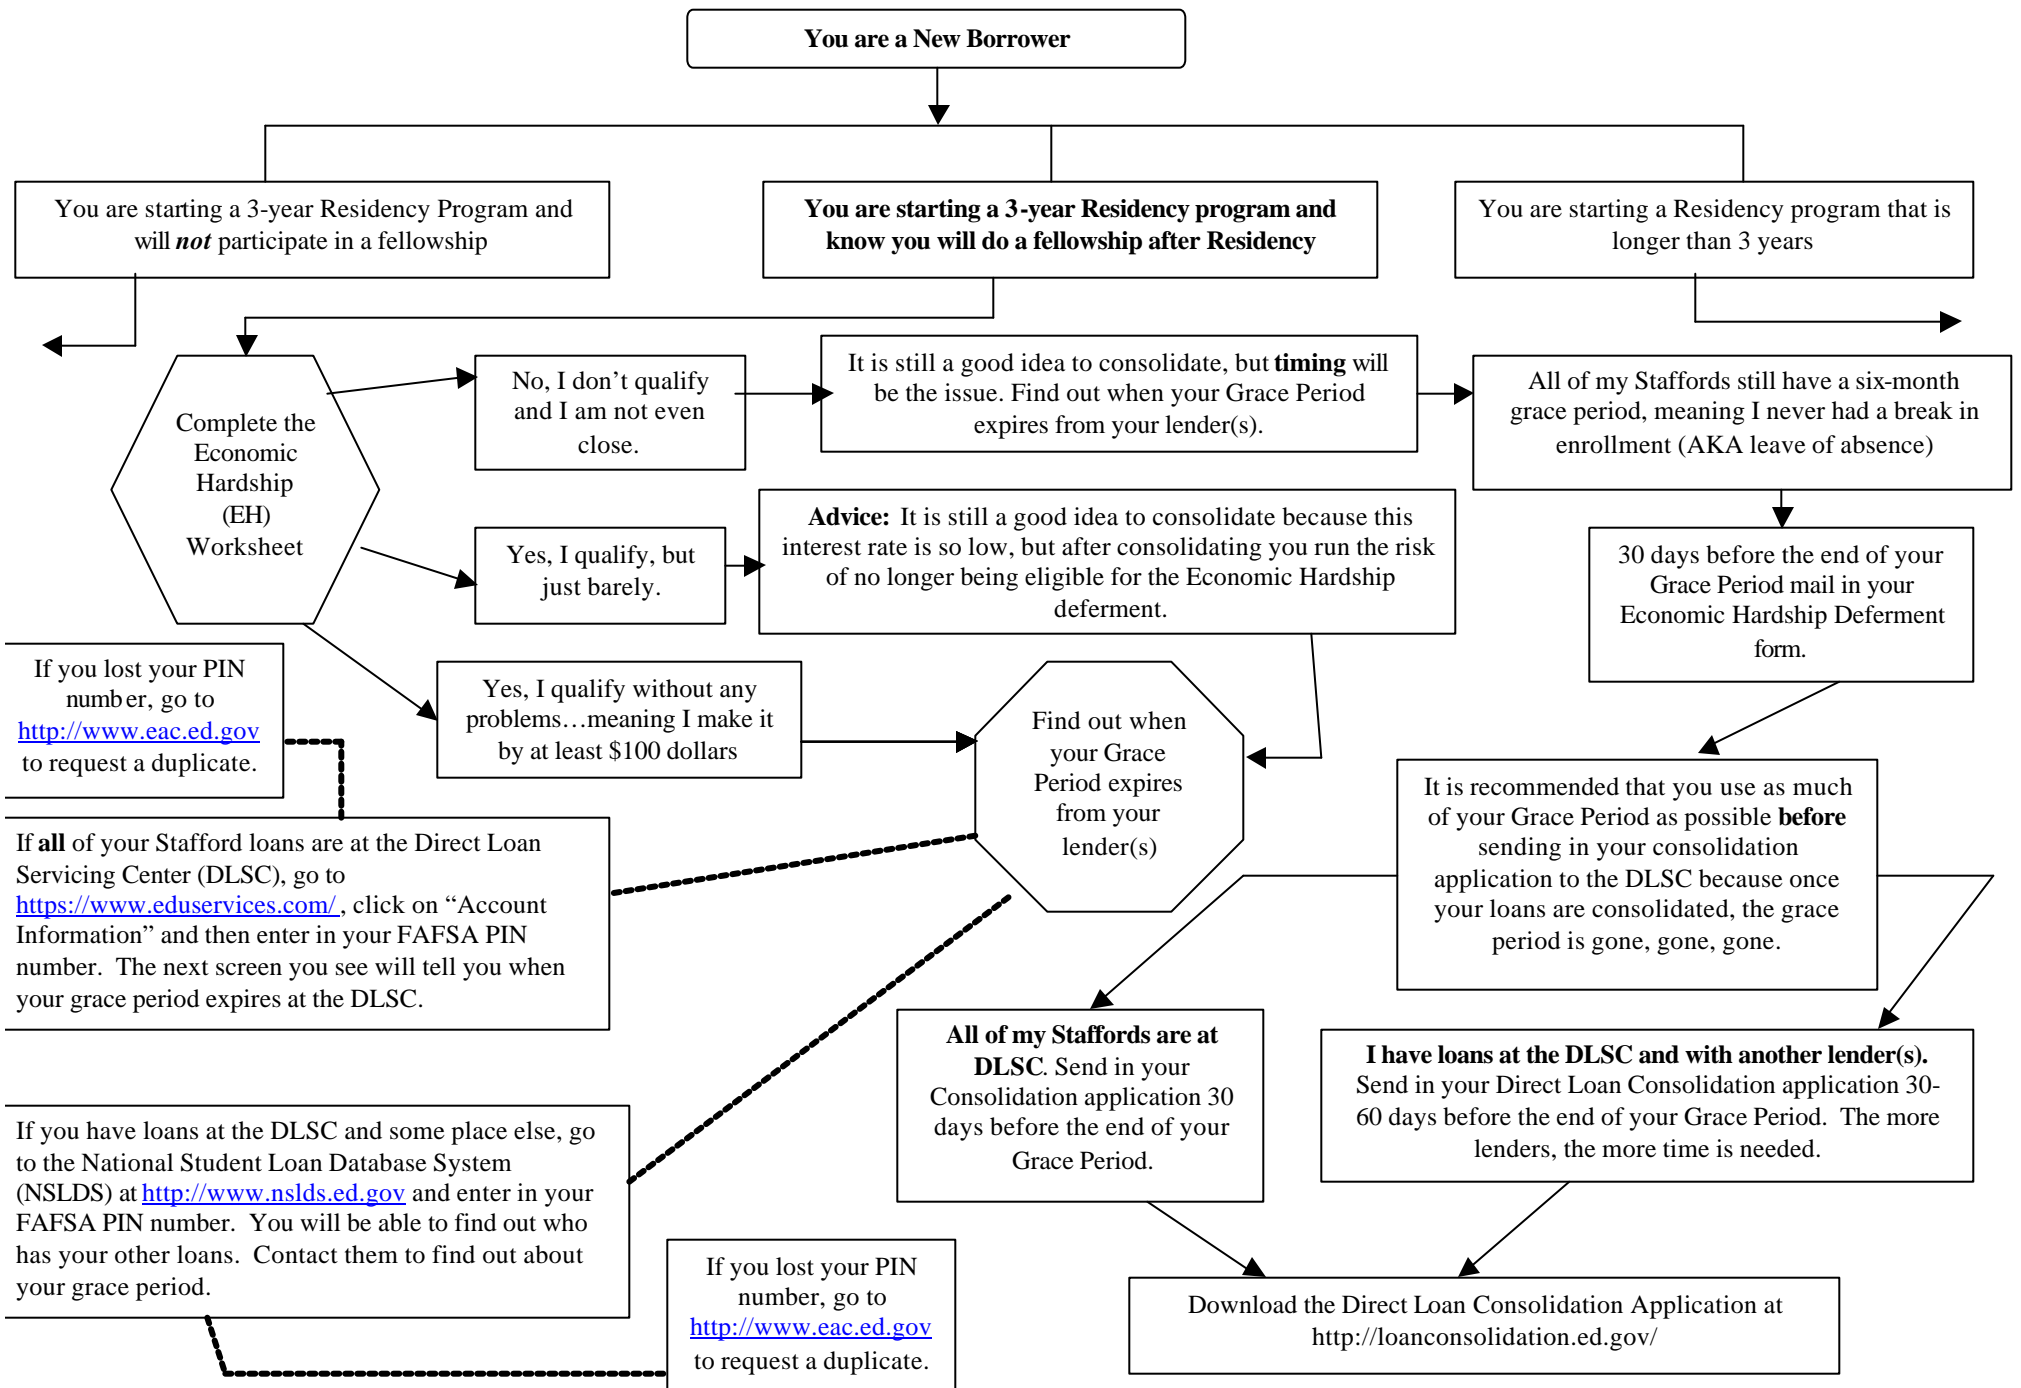 You are a New Borrower
You are starting a 3-year Residency Program and
will not participate in a fellowship
You are starting a 3-year Residency program and
know you will do a fellowship after Residency
You are starting a Residency program that is
longer than 3 years
Complete the
Economic
Hardship
(EH)
Worksheet
No, I don’t qualify
and I am not even
close.
It is still a good idea to consolidate, but timing will
be the issue. Find out when your Grace Period
expires from your lender(s).
All of my Staffords still have a six-month
grace period, meaning I never had a break in
enrollment (AKA leave of absence)
Yes, I qualify, but
just barely.
Advice: It is still a good idea to consolidate because this
interest rate is so low, but after consolidating you run the risk
of no longer being eligible for the Economic Hardship
deferment.
30 days before the end of your
Grace Period mail in your
Economic Hardship Deferment
form.
If you lost your PIN
number, go to
http://www.eac.ed.gov
to request a duplicate.
Yes, I qualify without any
problems…meaning I make it
by at least $100 dollars
Find out when
your Grace
Period expires
from your
lender(s)
It is recommended that you use as much
of your Grace Period as possible before
sending in your consolidation
application to the DLSC because once
your loans are consolidated, the grace
period is gone, gone, gone.
If all of your Stafford loans are at the Direct Loan
Servicing Center (DLSC), go to
https://www.eduservices.com/ , click on “Account
Information” and then enter in your FAFSA PIN
number. The next screen you see will tell you when
your grace period expires at the DLSC.
All of my Staffords are at
DLSC. Send in your
Consolidation application 30
days before the end of your
Grace Period.
I have loans at the DLSC and with another lender(s).
Send in your Direct Loan Consolidation application 30-
60 days before the end of your Grace Period. The more
lenders, the more time is needed.
If you have loans at the DLSC and some place else, go
to the National Student Loan Database System
(NSLDS) at http://www.nslds.ed.gov and enter in your
FAFSA PIN number. You will be able to find out who
has your other loans. Contact them to find out about
your grace period.
If you lost your PIN
number, go to
http://www.eac.ed.gov
to request a duplicate.
Download the Direct Loan Consolidation Application at
http://loanconsolidation.ed.gov/